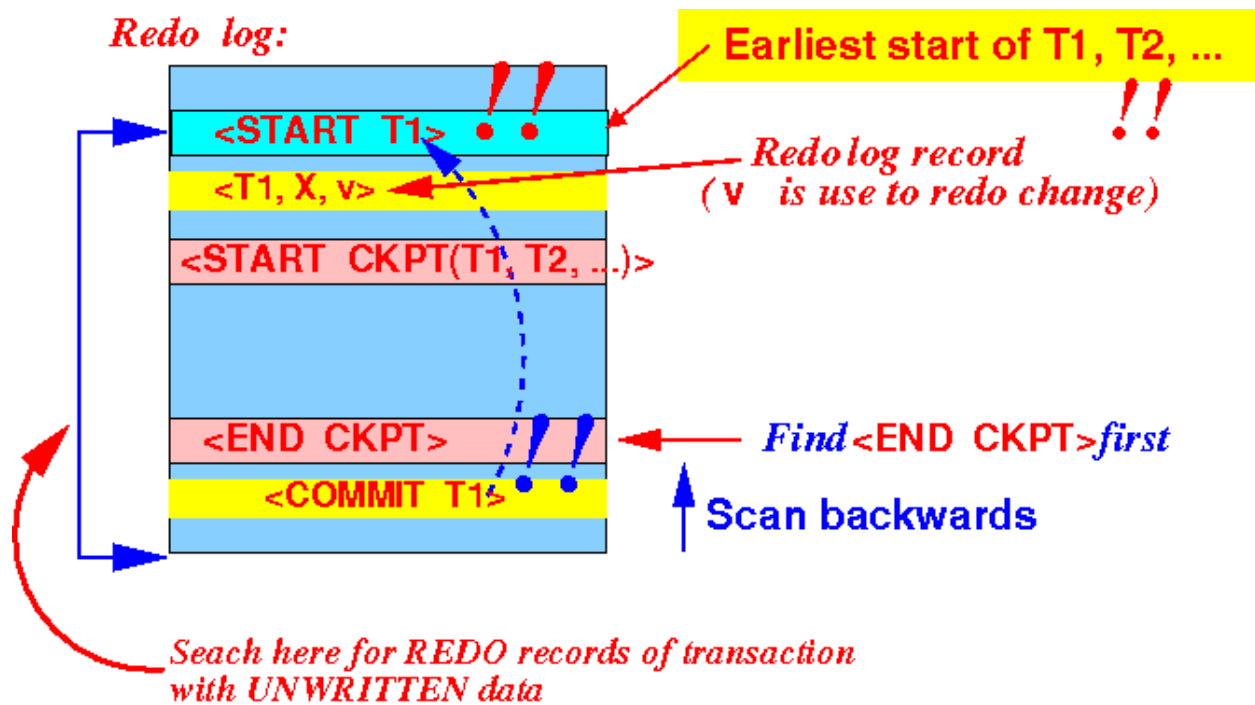 Redo log:
Earliest start of T1, T2, ...
!!
!!
<START T1>
Redo log record
(v is use to redo change)
<T1, X, v>
<START CKPT(T1, T2, ...)>
<END CKPT>
!!
Find <END CKPT> first
<COMMIT T1>
Scan backwards
Seach here for REDO records of transaction
with UNWRITTEN data